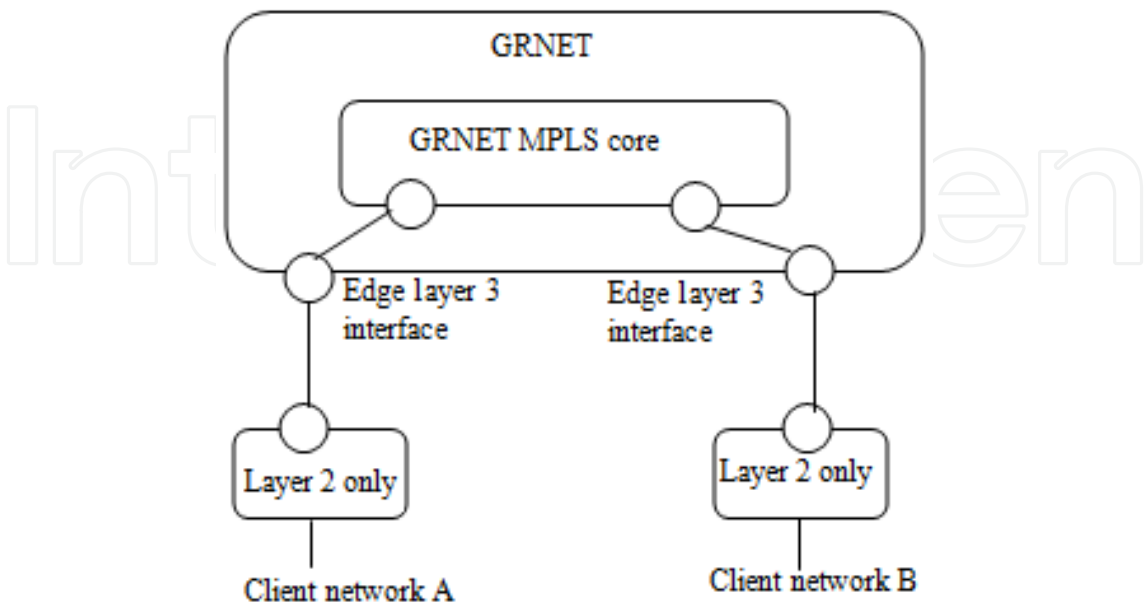 GRNET
GRNET MPLS core
Edge layer 3
interface
Edge layer 3
interface
Layer 2 only
Layer 2 only
Client network A
Client network B